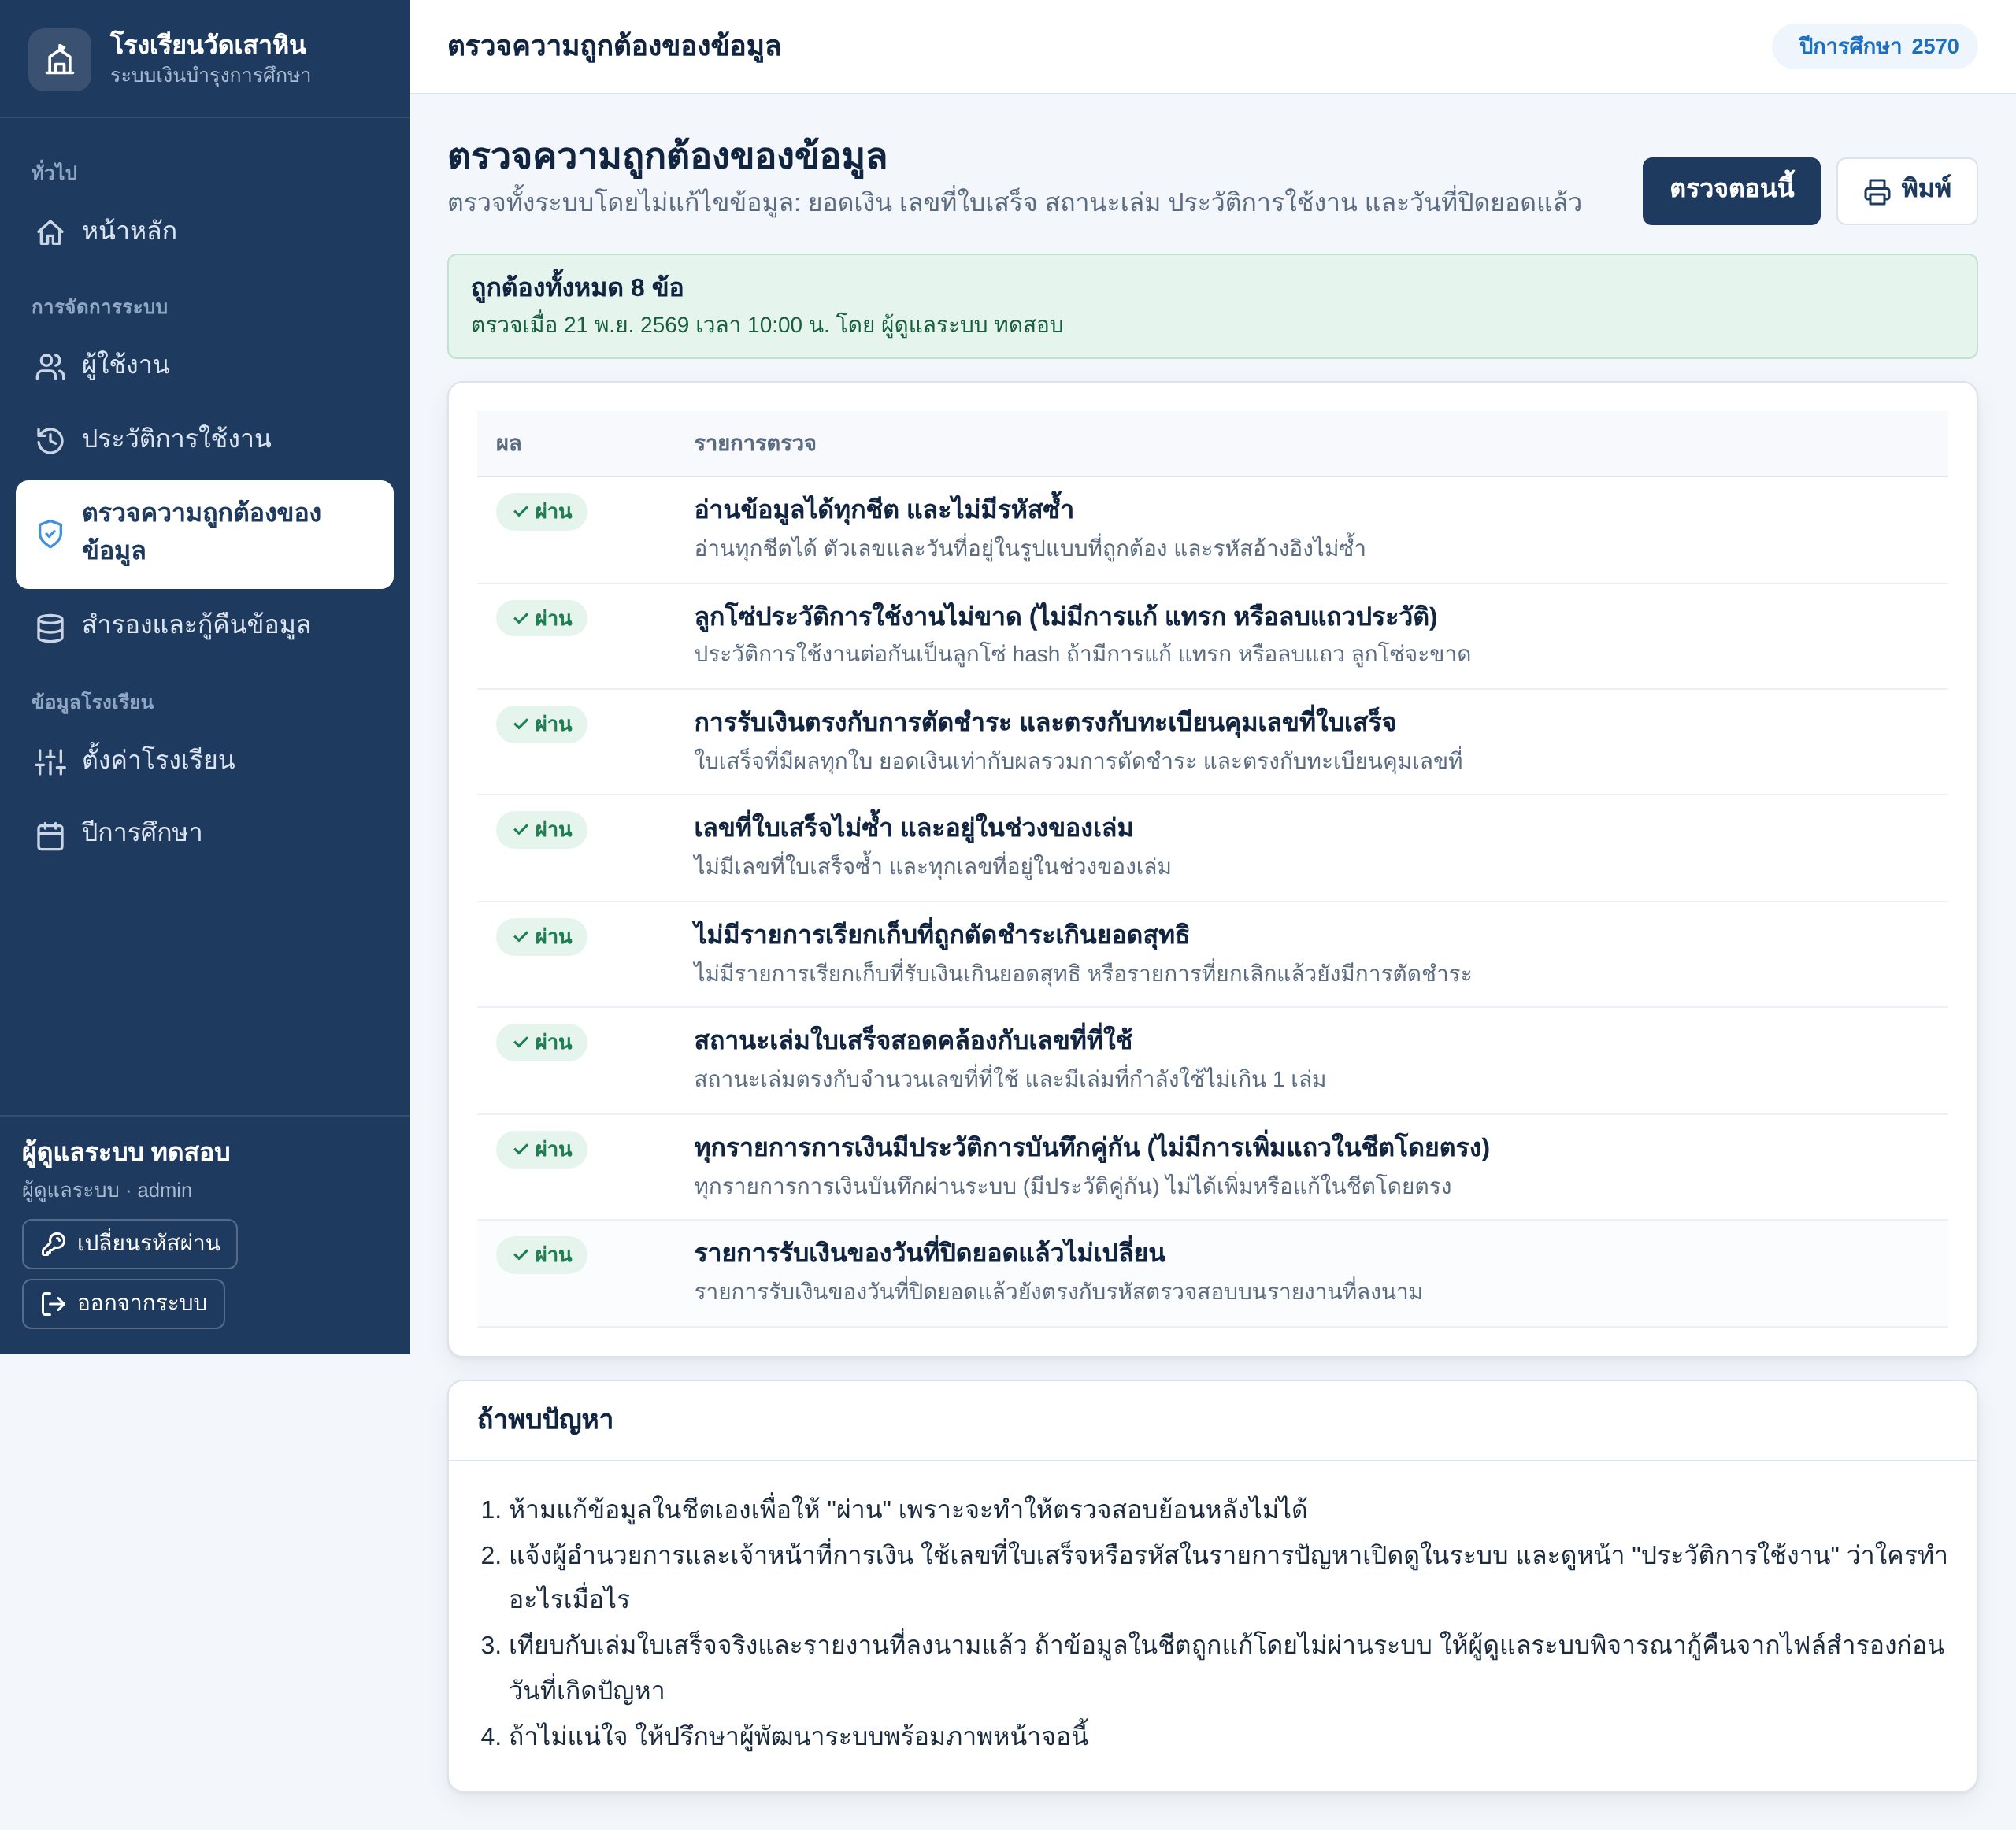 โรงเรียนวัดเสาหิน
ระบบเงินบำรุงการศึกษา
ทั่วไป
หน้าหลัก
การจัดการระบบ
ผู้ใช้งาน
ประวัติการใช้งาน
ตรวจความถูกต้องของ
ข้อมูล
สำรองและกู้คืนข้อมูล
ข้อมูลโรงเรียน
ตั้งค่าโรงเรียน
ปีการศึกษา
ผู้ดูแลระบบ ทดสอบ
ผู้ดูแลระบบ · admin
เปลี่ยนรหัสผ่าน
ออกจากระบบ
ตรวจความถูกต้องของข้อมูล
ปีการศึกษา 2570
ตรวจความถูกต้องของข้อมูล
ตรวจทั้งระบบโดยไม่แก้ไขข้อมูล: ยอดเงิน เลขที่ใบเสร็จ สถานะเล่ม ประวัติการใช้งาน และวันที่ปิดยอดแล้ว
ตรวจตอนนี้
พิมพ์
ถูกต้องทั้งหมด 8 ข้อ
ตรวจเมื่อ 21 พ.ย. 2569 เวลา 10:00 น. โดย ผู้ดูแลระบบ ทดสอบ
ผล รายการตรวจ
ผ่าน อ่านข้อมูลได้ทุกชีต และไม่มีรหัสซ้ำ
อ่านทุกชีตได้ ตัวเลขและวันที่อยู่ในรูปแบบที่ถูกต้อง และรหัสอ้างอิงไม่ซ้ำ
ผ่าน ลูกโซ่ประวัติการใช้งานไม่ขาด (ไม่มีการแก้ แทรก หรือลบแถวประวัติ)
ประวัติการใช้งานต่อกันเป็นลูกโซ่ hash ถ้ามีการแก้ แทรก หรือลบแถว ลูกโซ่จะขาด
ผ่าน การรับเงินตรงกับการตัดชำระ และตรงกับทะเบียนคุมเลขที่ใบเสร็จ
ใบเสร็จที่มีผลทุกใบ ยอดเงินเท่ากับผลรวมการตัดชำระ และตรงกับทะเบียนคุมเลขที่
ผ่าน เลขที่ใบเสร็จไม่ซ้ำ และอยู่ในช่วงของเล่ม
ไม่มีเลขที่ใบเสร็จซ้ำ และทุกเลขที่อยู่ในช่วงของเล่ม
ผ่าน ไม่มีรายการเรียกเก็บที่ถูกตัดชำระเกินยอดสุทธิ
ไม่มีรายการเรียกเก็บที่รับเงินเกินยอดสุทธิ หรือรายการที่ยกเลิกแล้วยังมีการตัดชำระ
ผ่าน สถานะเล่มใบเสร็จสอดคล้องกับเลขที่ที่ใช้
สถานะเล่มตรงกับจำนวนเลขที่ที่ใช้ และมีเล่มที่กำลังใช้ไม่เกิน 1 เล่ม
ผ่าน ทุกรายการการเงินมีประวัติการบันทึกคู่กัน (ไม่มีการเพิ่มแถวในชีตโดยตรง)
ทุกรายการการเงินบันทึกผ่านระบบ (มีประวัติคู่กัน) ไม่ได้เพิ่มหรือแก้ในชีตโดยตรง
ผ่าน รายการรับเงินของวันที่ปิดยอดแล้วไม่เปลี่ยน
รายการรับเงินของวันที่ปิดยอดแล้วยังตรงกับรหัสตรวจสอบบนรายงานที่ลงนาม
ถ้าพบปัญหา
1. ห้ามแก้ข้อมูลในชีตเองเพื่อให้ "ผ่าน" เพราะจะทำให้ตรวจสอบย้อนหลังไม่ได้
2. แจ้งผู้อำนวยการและเจ้าหน้าที่การเงิน ใช้เลขที่ใบเสร็จหรือรหัสในรายการปัญหาเปิดดูในระบบ และดูหน้า "ประวัติการใช้งาน" ว่าใครทำ
อะไรเมื่อไร
3. เทียบกับเล่มใบเสร็จจริงและรายงานที่ลงนามแล้ว ถ้าข้อมูลในชีตถูกแก้โดยไม่ผ่านระบบ ให้ผู้ดูแลระบบพิจารณากู้คืนจากไฟล์สำรองก่อน
วันที่เกิดปัญหา
4. ถ้าไม่แน่ใจ ให้ปรึกษาผู้พัฒนาระบบพร้อมภาพหน้าจอนี้